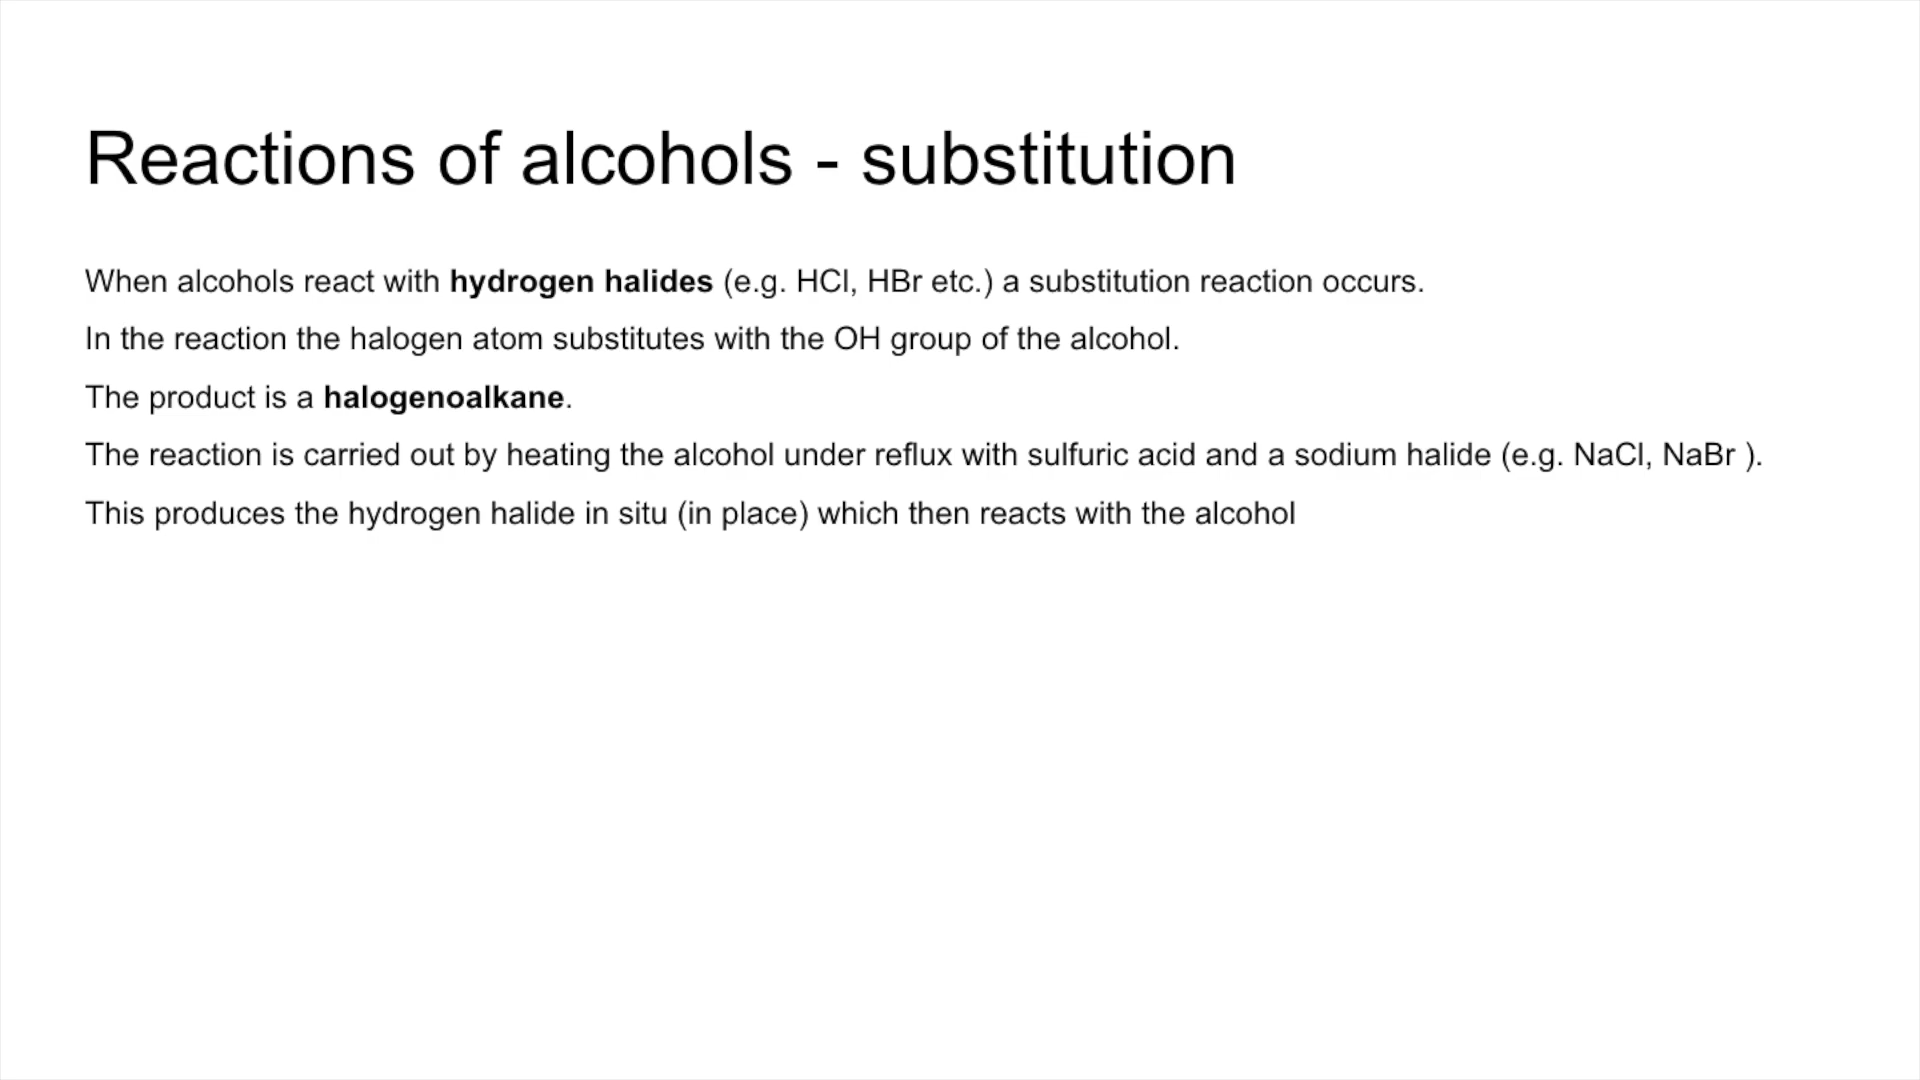 Reactions of alcohols - substitution
When alcohols react with hydrogen halides (e.g. HCl, HBr etc.) a substitution reaction occurs.
In the reaction the halogen atom substitutes with the OH group of the alcohol.
The product is a halogenoalkane.
The reaction is carried out by heating the alcohol under reflux with sulfuric acid and a sodium halide (e.g. NaCl, NaBr ).
This produces the hydrogen halide in situ (in place) which then reacts with the alcohol